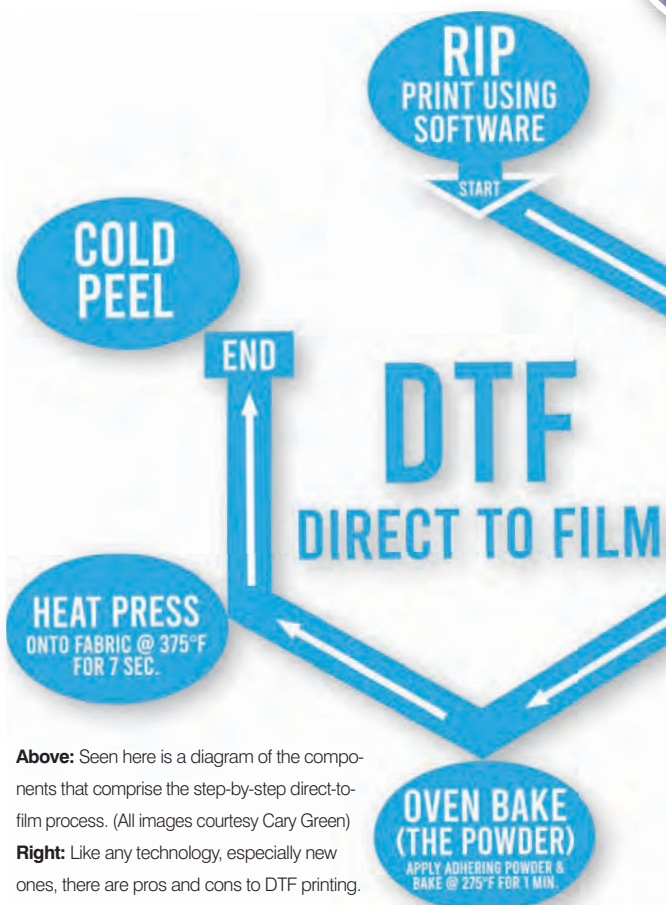 RIP
PRINT USING
SOFTWARE
START
COLD
PEEL
END
DTF
DIRECT TO FILM
HEAT PRESS
ONTO FABRIC @ 375°F
FOR 7 SEC.
OVEN BAKE
(THE POWDER)
APPLY ADHERING POWDER &
BAKE @ 275°F FOR 1 MIN.
Above: Seen here is a diagram of the compo-
nents that comprise the step-by-step direct-to-
film process. (All images courtesy Cary Green)
Right: Like any technology, especially new
ones, there are pros and cons to DTF printing.